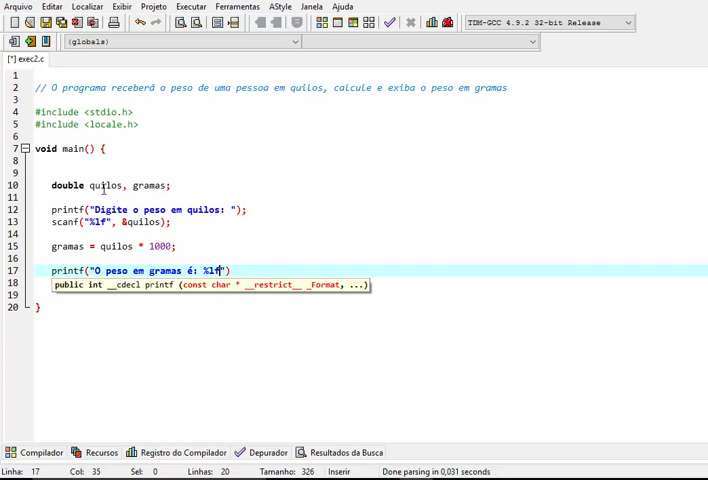 Arquivo Editar Localizar Exibir Projeto Executar Ferramentas AStyle Janela Ajuda
TDM-GCC 4.9.2 32-bit Release
(globals)
[*] exec2.c
1
2 // O programa receberá o peso de uma pessoa em quilos, calcule e exiba o peso em gramas
3
4 #include <stdio.h>
5 #include <locale.h>
6
7 void main() {
8
9
10 double quilos, gramas;
11
12 printf("Digite o peso em quilos: ");
13 scanf("%lf", &quilos);
14
15 gramas = quilos * 1000;
16
17 printf("O peso em gramas é: %lf")
18 public int __cdecl printf (const char * __restrict__ _Format, ...)
19
20 }
Compilador Recursos Registro do Compilador Depurador Resultados da Busca
Linha: 17 Col: 35 Sel: 0 Linhas: 20 Tamanho: 326 Inserir Done parsing in 0,031 seconds